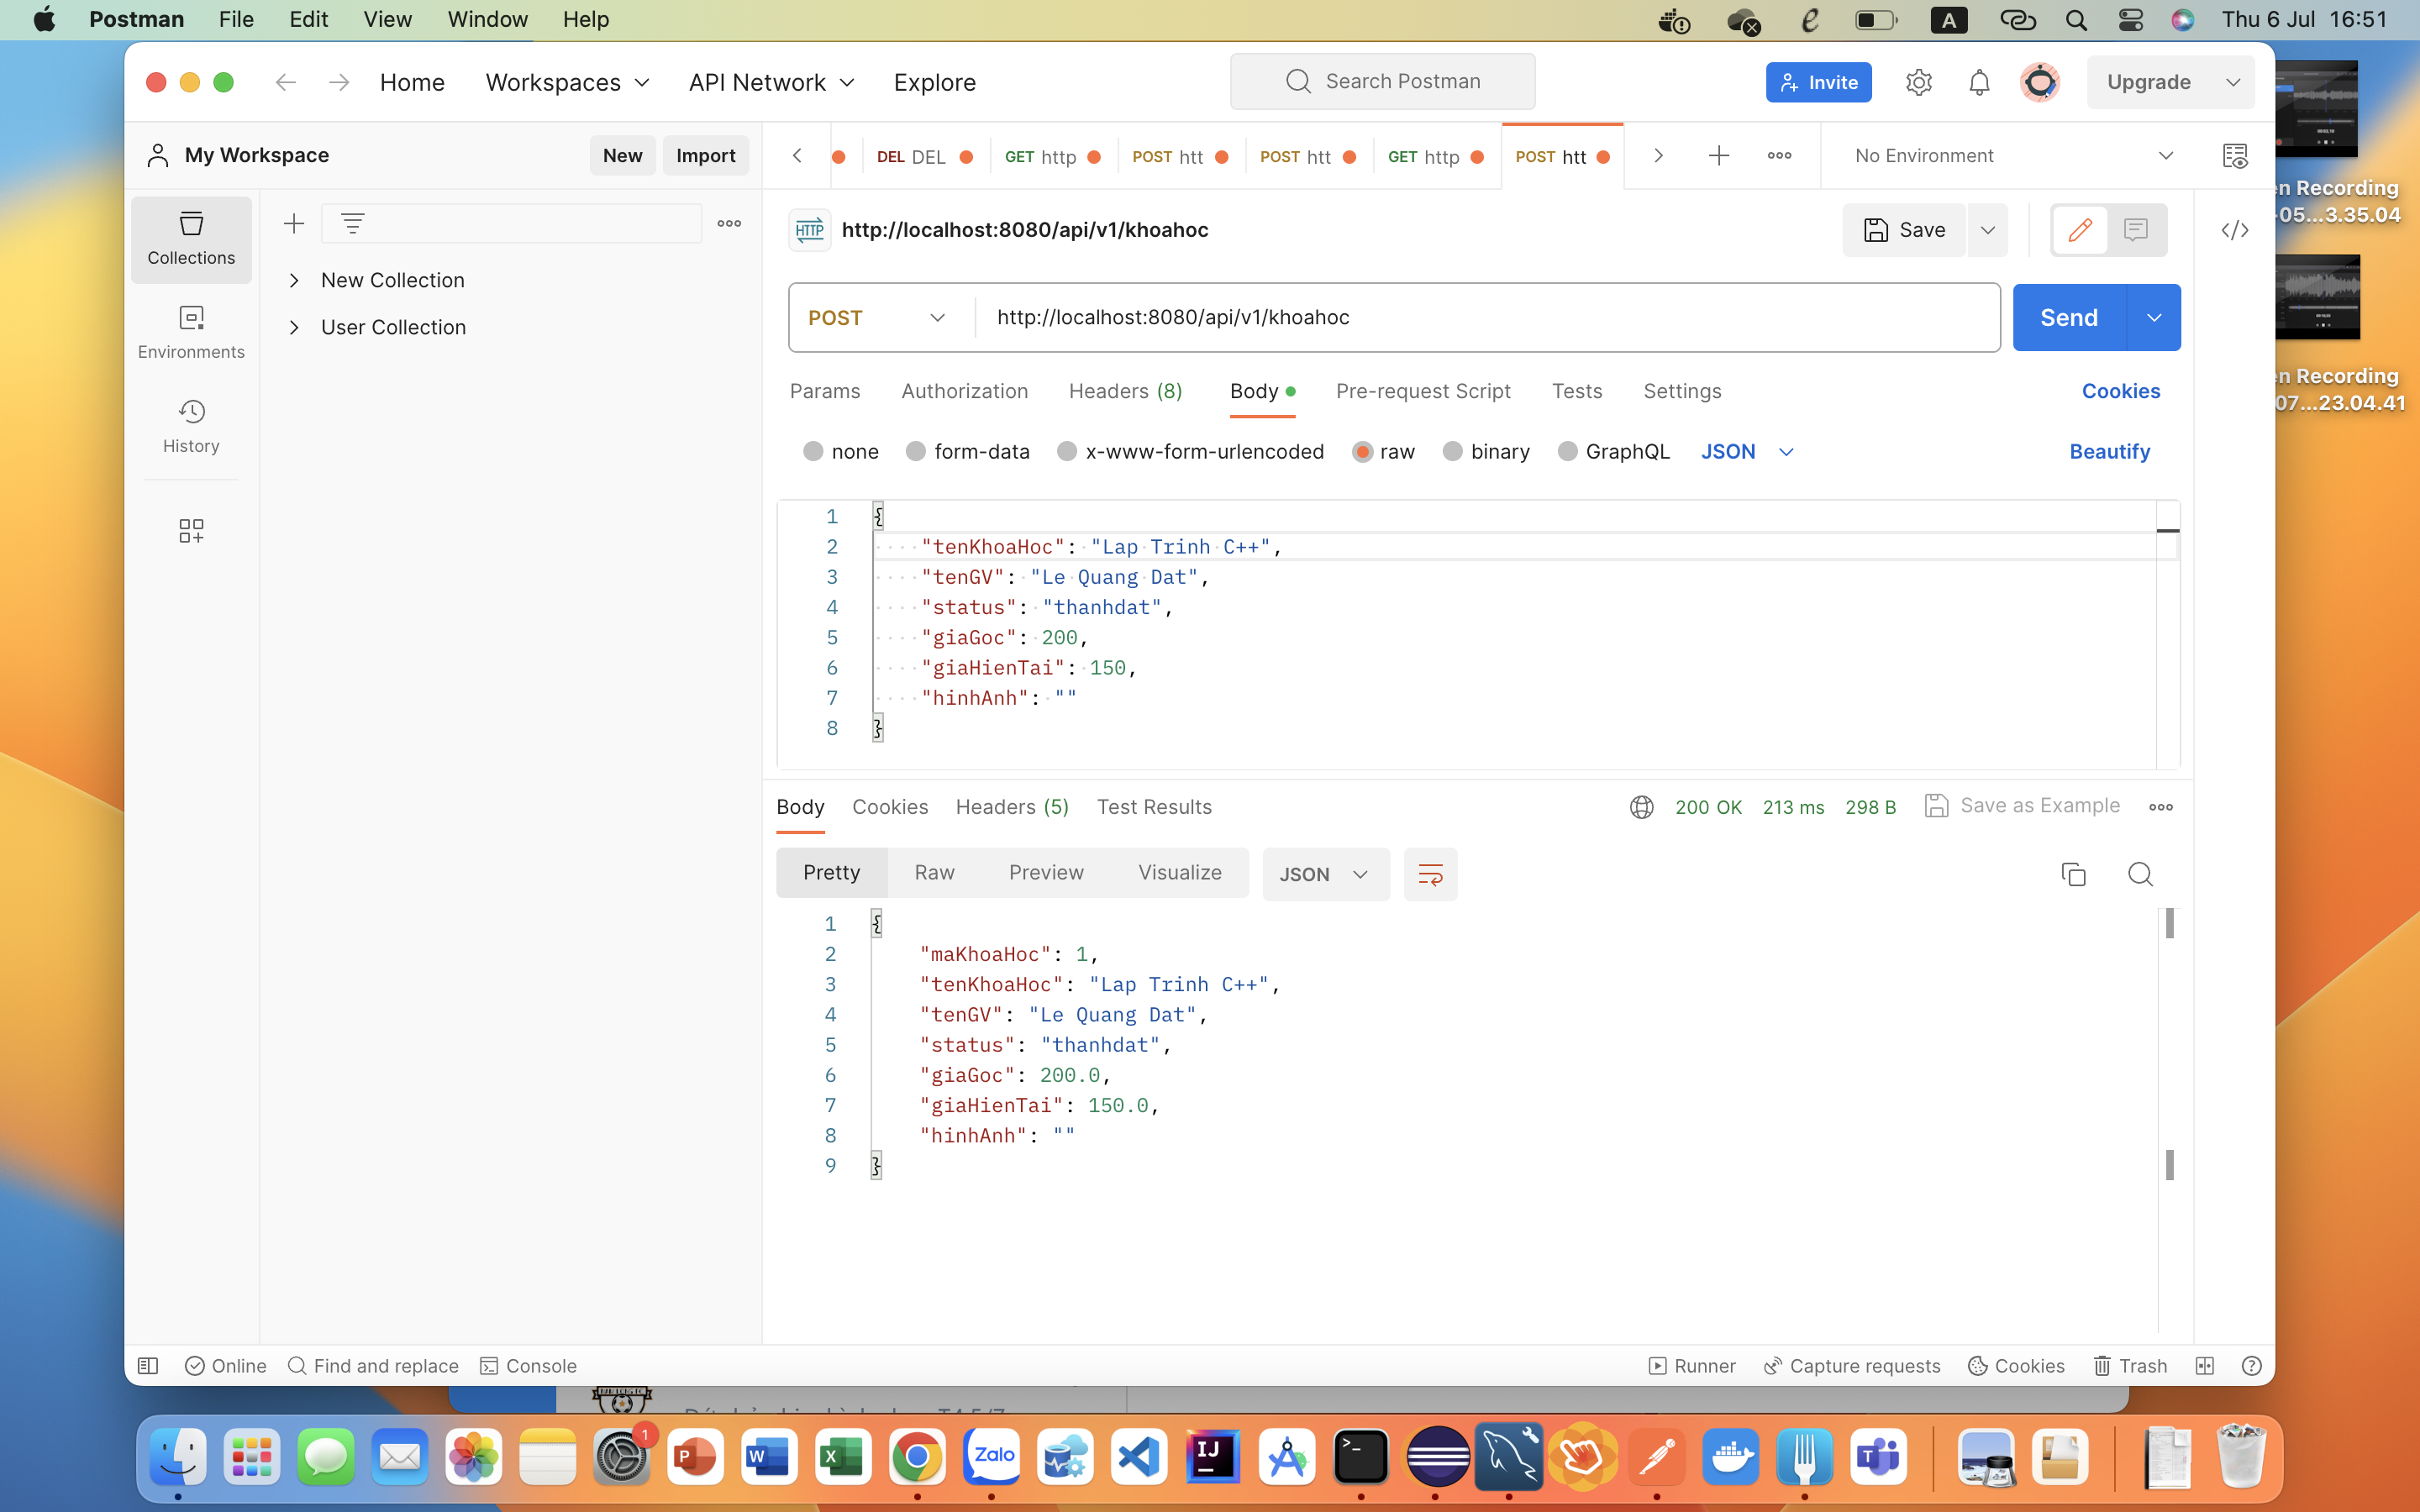 Postman File Edit View Window Help A Thu 6 Jul 16:51
Home Workspaces API Network Explore Search Postman Invite Upgrade
My Workspace New Import DEL DEL GET http POST htt POST htt GET http POST htt No Environment
en Recording
-05...3.35.04
Collections
HTTP http://localhost:8080/api/v1/khoahoc Save </>
New Collection
User Collection
POST http://localhost:8080/api/v1/khoahoc Send
Environments
en Recording
07...23.04.41
Params Authorization Headers (8) Body Pre-request Script Tests Settings Cookies
History
none form-data x-www-form-urlencoded raw binary GraphQL JSON Beautify
1 {
2 "tenKhoaHoc": "Lap Trinh C++",
3 "tenGV": "Le Quang Dat",
4 "status": "thanhdat",
5 "giaGoc": 200,
6 "giaHienTai": 150,
7 "hinhAnh": ""
8 }
Body Cookies Headers (5) Test Results 200 OK 213 ms 298 B Save as Example
Pretty Raw Preview Visualize JSON
1 {
2 "maKhoaHoc": 1,
3 "tenKhoaHoc": "Lap Trinh C++",
4 "tenGV": "Le Quang Dat",
5 "status": "thanhdat",
6 "giaGoc": 200.0,
7 "giaHienTai": 150.0,
8 "hinhAnh": ""
9 }
Online Find and replace Console Runner Capture requests Cookies Trash
1
P W X Zalo IJ >_ T